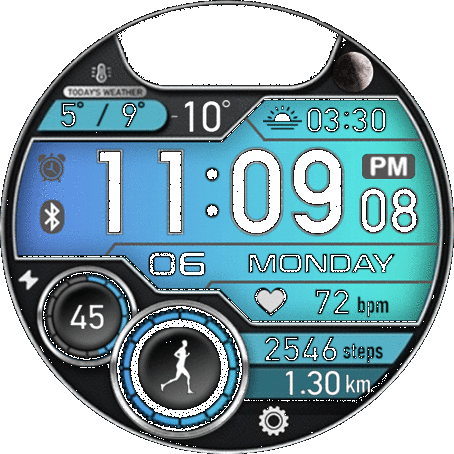 TODAY'S WEATHER
5° / 9° -10° 03:30
11:09 PM 08
06 MONDAY
72 bpm
45
2546 steps
1.30 km